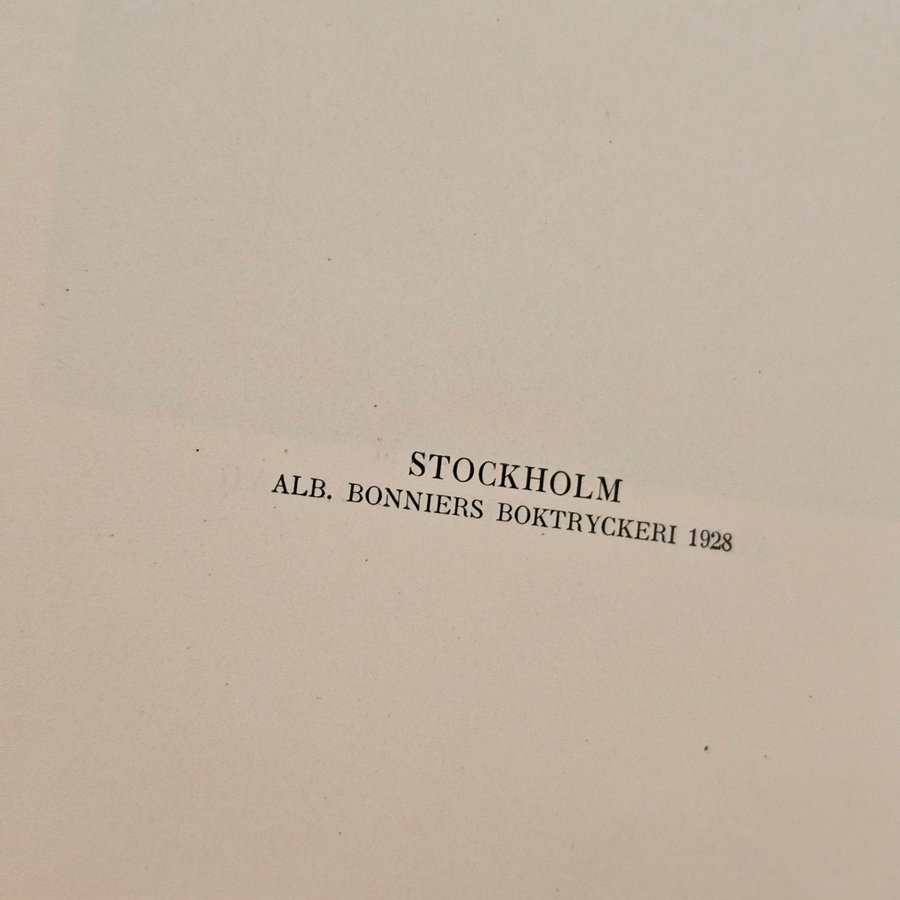 STOCKHOLM
ALB. BONNIERS BOKTRYCKERI 1928